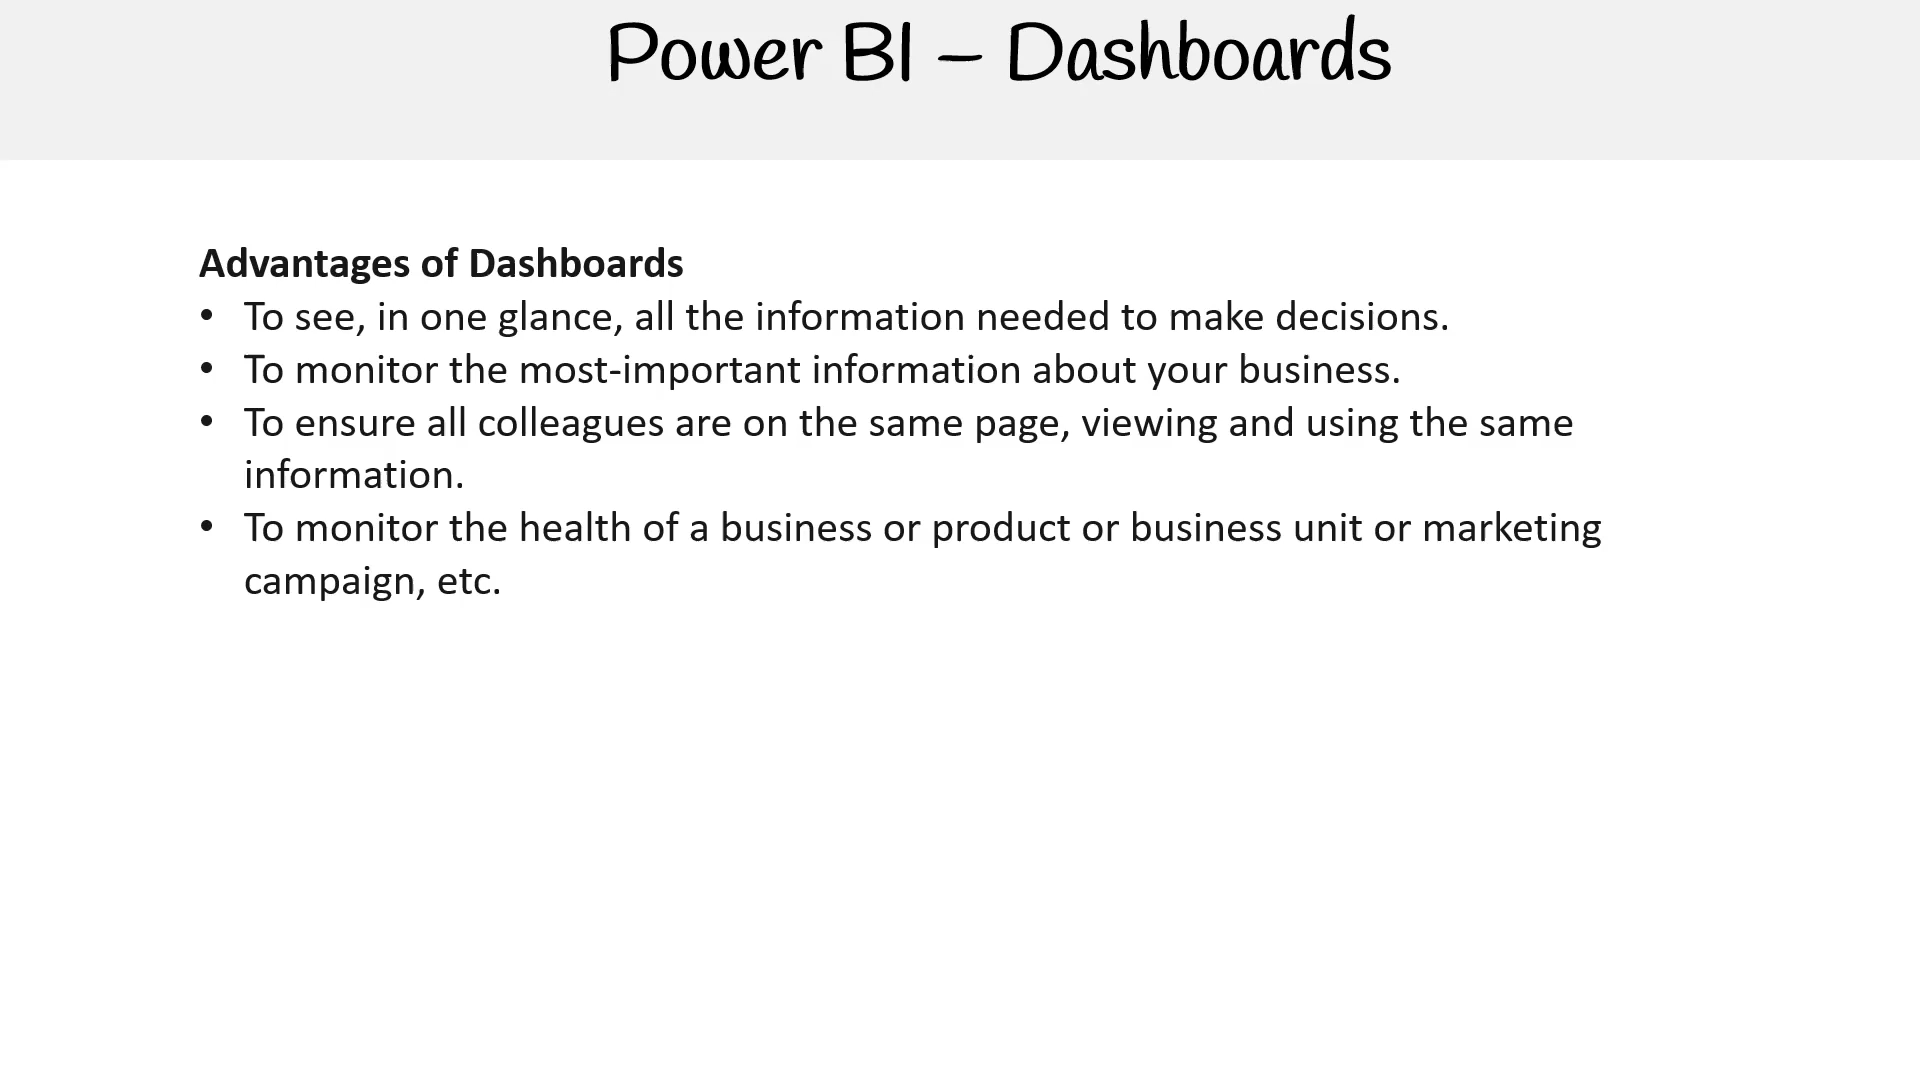 Power BI – Dashboards
Advantages of Dashboards
• To see, in one glance, all the information needed to make decisions.
• To monitor the most-important information about your business.
• To ensure all colleagues are on the same page, viewing and using the same
information.
• To monitor the health of a business or product or business unit or marketing
campaign, etc.